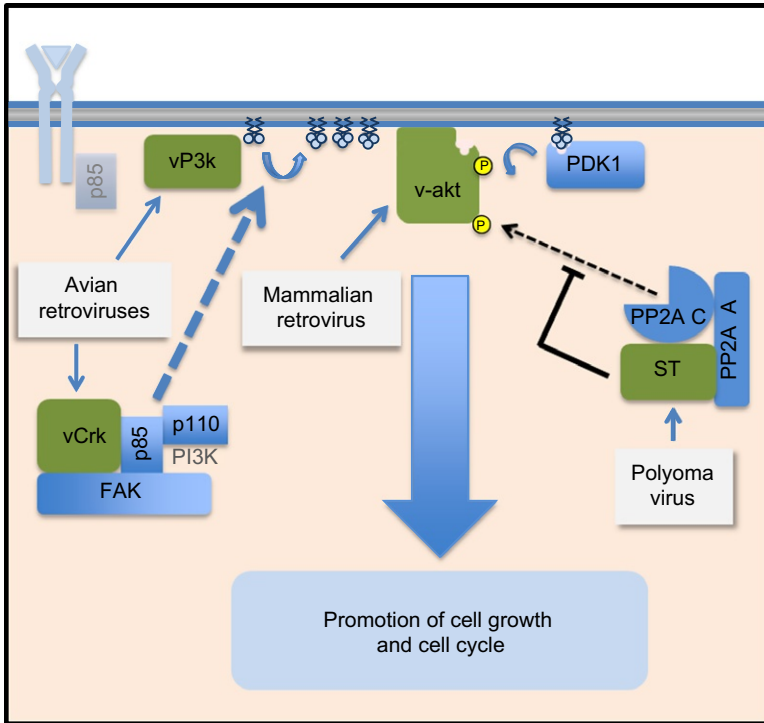 p85
vP3k
v-akt
P
P
PDK1
Avian
retroviruses
Mammalian
retrovirus
PP2A C
PP2A A
ST
vCrk
p85
p110
PI3K
FAK
Polyoma
virus
Promotion of cell growth
and cell cycle